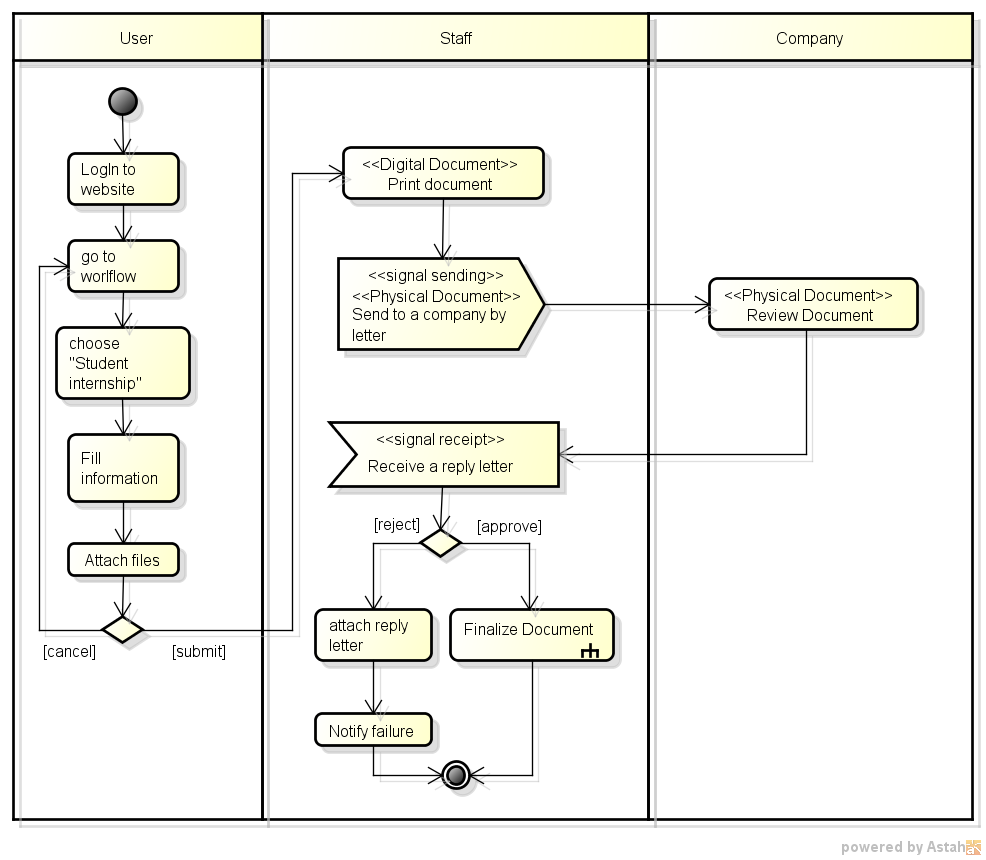 User
Staff
Company
LogIn to
website
go to
worlflow
choose
"Student
internship"
Fill
information
Attach files
[cancel]
[submit]
<<Digital Document>>
Print document
<<signal sending>>
<<Physical Document>>
Send to a company by
letter
<<Physical Document>>
Review Document
<<signal receipt>>
Receive a reply letter
[reject]
[approve]
attach reply
letter
Finalize Document
Notify failure
powered by Astah